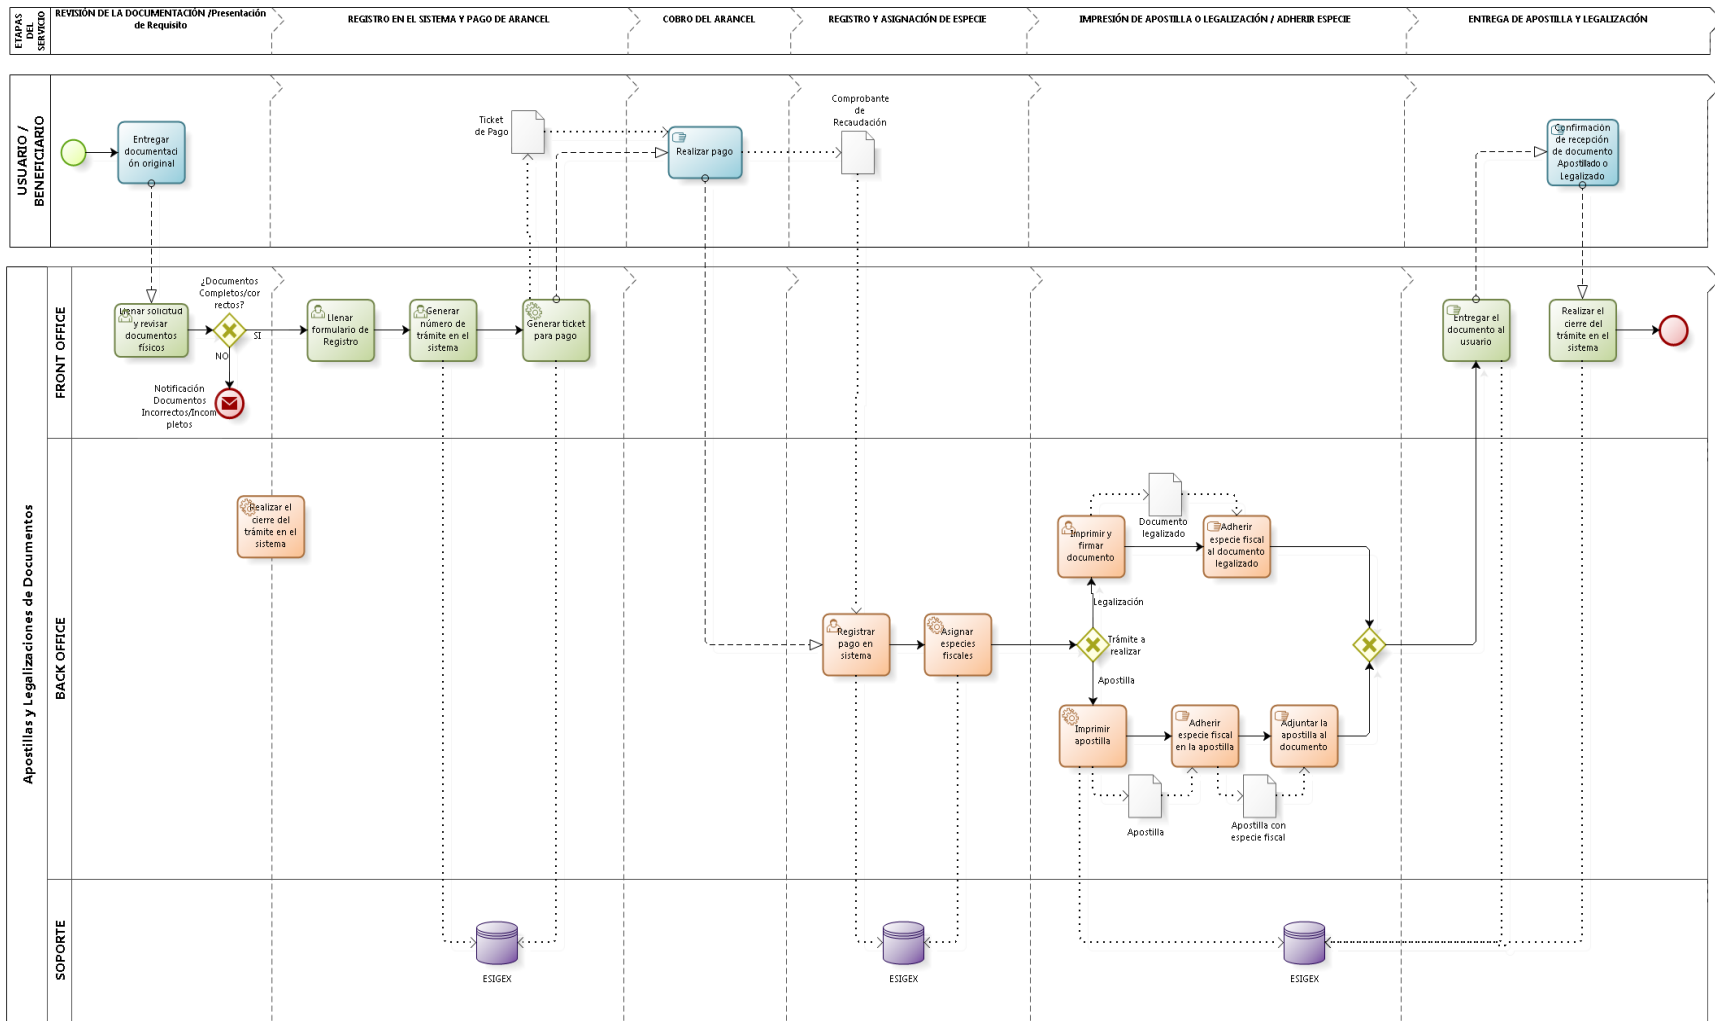 ETAPAS
DEL
SERVICIO
REVISIÓN DE LA DOCUMENTACIÓN /Presentación
de Requisito
REGISTRO EN EL SISTEMA Y PAGO DE ARANCEL
COBRO DEL ARANCEL
REGISTRO Y ASIGNACIÓN DE ESPECIE
IMPRESIÓN DE APOSTILLA O LEGALIZACIÓN / ADHERIR ESPECIE
ENTREGA DE APOSTILLA Y LEGALIZACIÓN
USUARIO /
BENEFICIARIO
Entregar
documentaci
ón original
Ticket
de Pago
Realizar pago
Comprobante
de
Recaudación
Confirmación
de recepción
de documento
Apostillado o
Legalizado
Apostillas y Legalizaciones de Documentos
FRONT OFFICE
Llenar solicitud
y revisar
documentos
físicos
¿Documentos
Completos/cor
rectos?
SI
NO
Notificación
Documentos
Incorrectos/Incom
pletos
Llenar
formulario de
Registro
Generar
número de
trámite en el
sistema
Generar ticket
para pago
Entregar el
documento al
usuario
Realizar el
cierre del
trámite en el
sistema
BACK OFFICE
Realizar el
cierre del
trámite en el
sistema
Registrar
pago en
sistema
Asignar
especies
fiscales
Trámite a
realizar
Legalización
Apostilla
Imprimir y
firmar
documento
Documento
legalizado
Adherir
especie fiscal
al documento
legalizado
Imprimir
apostilla
Adherir
especie fiscal
en la apostilla
Adjuntar la
apostilla al
documento
Apostilla
Apostilla con
especie fiscal
SOPORTE
ESIGEX
ESIGEX
ESIGEX